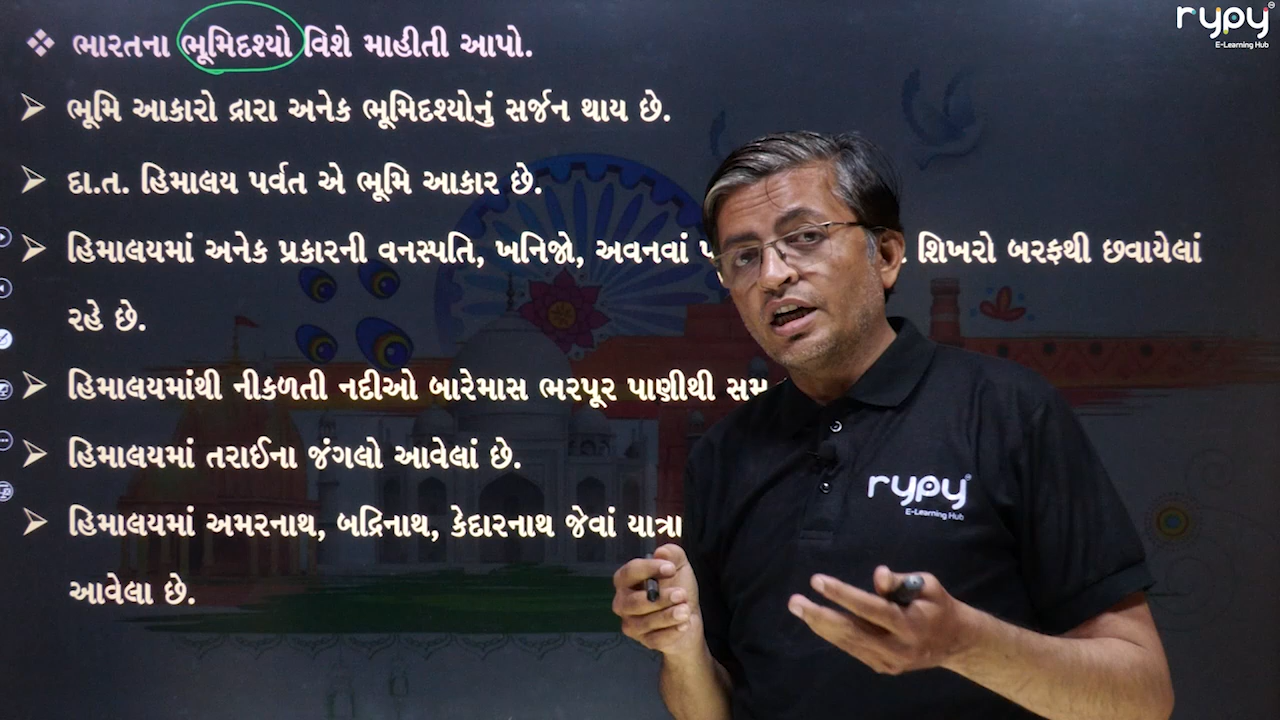 rypy
E-Learning Hub
❖ ભારતના ભૂમિદશ્યો વિશે માહીતી આપો.
➢ ભૂમિ આકારો દ્રારા અનેક ભૂમિદશ્યોનું સર્જન થાય છે.
➢ દા.ત. હિમાલય પર્વત એ ભૂમિ આકાર છે.
➢ હિમાલયમાં અનેક પ્રકારની વનસ્પતિ, ખનિજો, અવનવાં શિખરો બરફથી છવાયેલાં
રહે છે.
➢ હિમાલયમાંથી નીકળતી નદીઓ બારેમાસ ભરપૂર પાણીથી
➢ હિમાલયમાં તરાઈના જંગલો આવેલાં છે.
➢ હિમાલયમાં અમરનાથ, બદ્રિનાથ, કેદારનાથ જેવાં યાત્રા
આવેલા છે.
rypy
E-Learning Hub